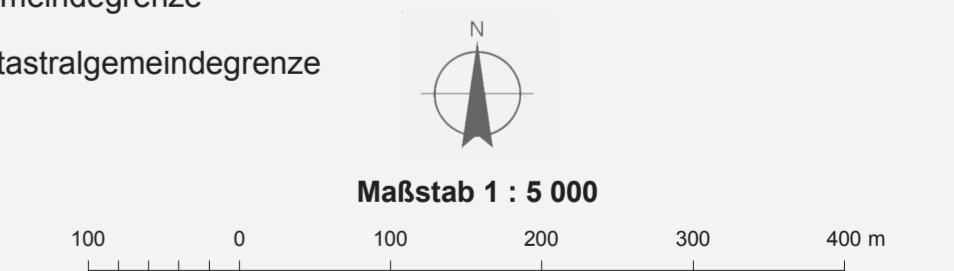 meindegrenze
tastralgemeindegrenze
N
Maßstab 1 : 5 000
100 0 100 200 300 400 m